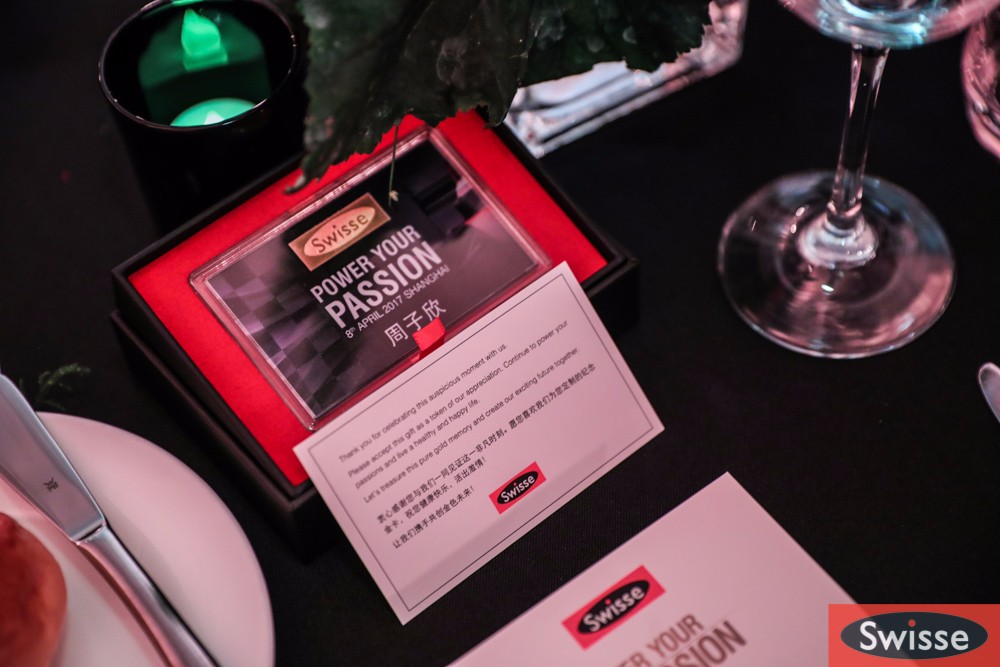 Swisse
POWER YOUR
PASSION
8th APRIL 2017 SHANGHAI
周子欣
Thank you for celebrating this auspicious moment with us.
Please accept this gift as a token of our appreciation. Continue to power your
passions and live a healthy and happy life.
Let's treasure this pure gold memory and create our exciting future together.
衷心感谢您与我们一同见证这一非凡时刻。愿您喜欢我们为您定制的纪念
金卡，祝您健康快乐，活出激情！
让我们携手共创金色未来！
Swisse
Swisse
POWER YOUR
PASSION
Swisse